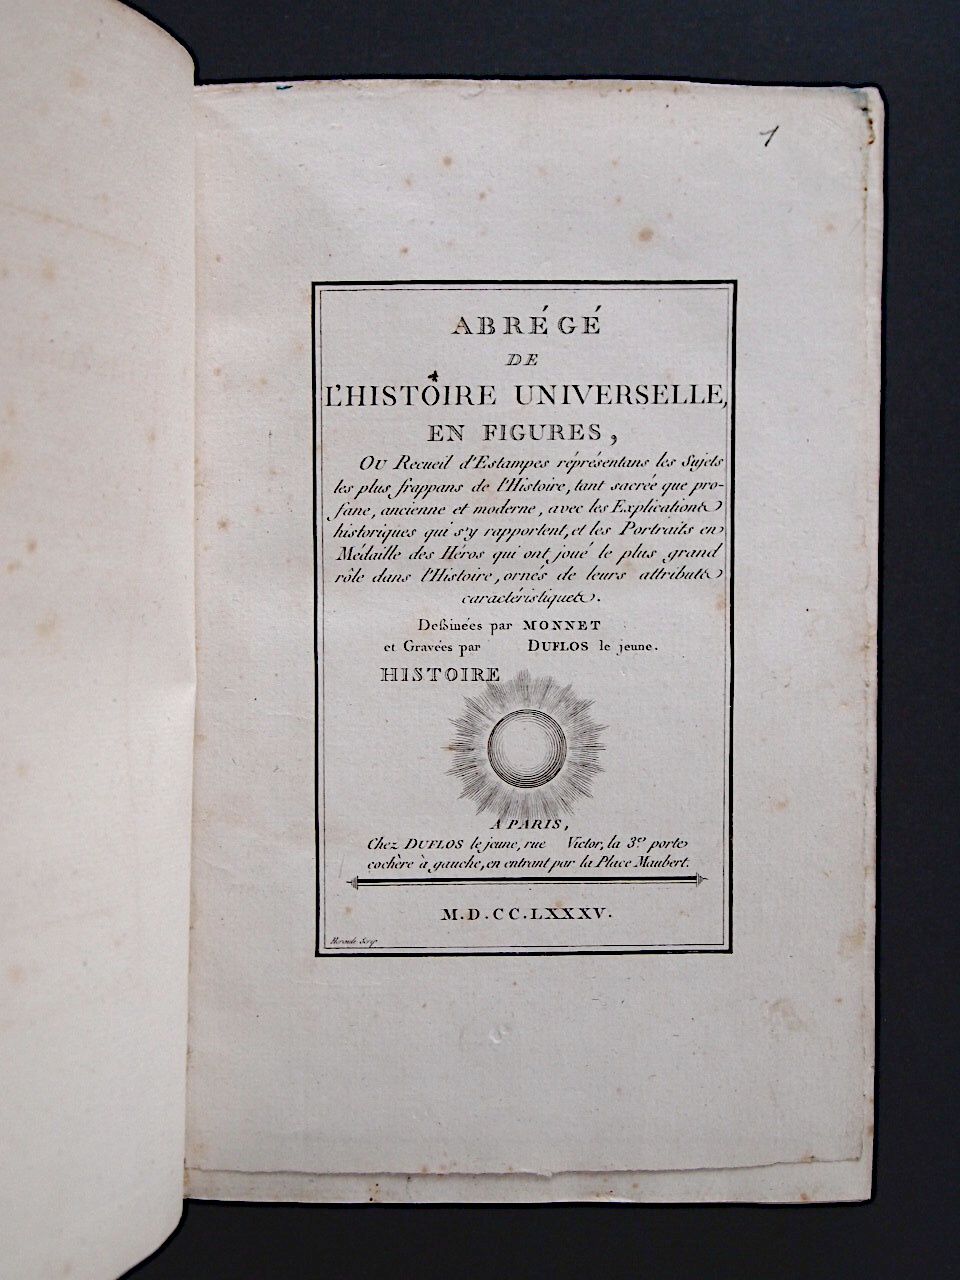 1
ABRÉGÉ
DE
L'HISTOIRE UNIVERSELLE,
EN FIGURES,
OU Recueil d'Estampes réprésentans les Sujets
les plus frappans de l'Histoire, tant sacrée que pro-
fane, ancienne et moderne, avec les Explications
historiques qui s'y rapportent, et les Portraits en
Médaille des Héros qui ont joué le plus grand
rôle dans l'Histoire, ornés de leurs attributs
caractéristiques.
Dessinées par MONNET
et Gravées par DUFLOS le jeune.
HISTOIRE
A PARIS,
Chez DUFLOS le jeune, rue Victor, la 3e. porte
cochère à gauche, en entrant par la Place Maubert.
M.D.CC.LXXXV.
Scrip